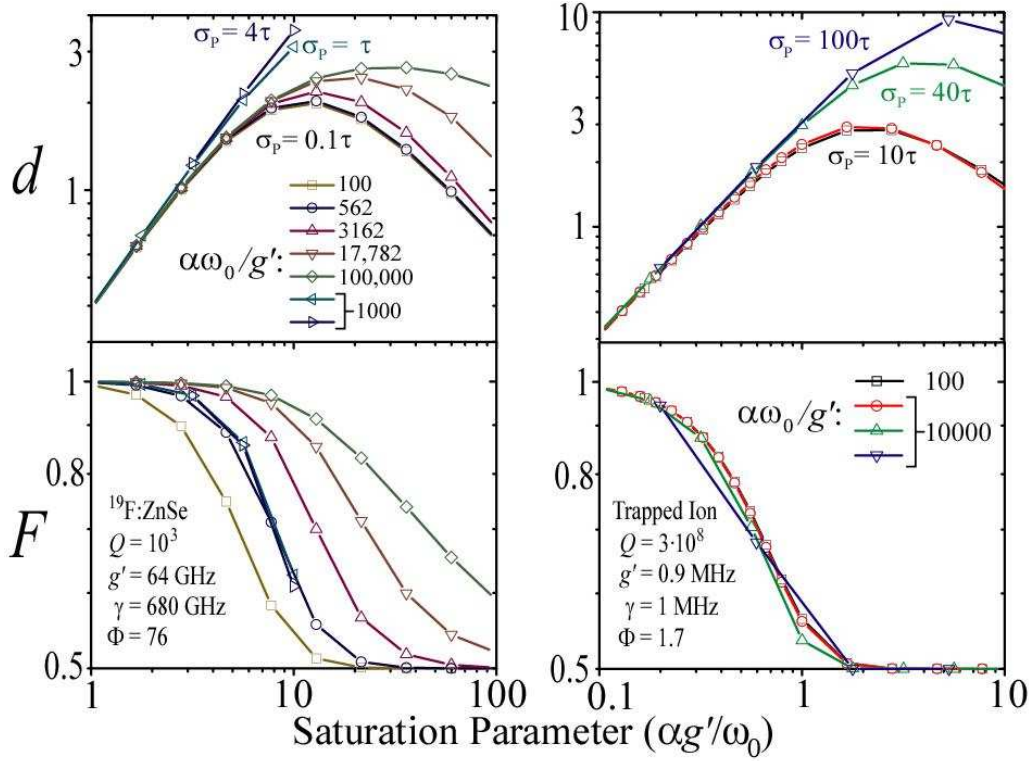 d
3
1
σP = 4τ
σP = τ
σP = 0.1τ
αω0/g′:
100
562
3162
17,782
100,000
1000
10
3
1
σP = 100τ
σP = 40τ
σP = 10τ
F
1
0.8
0.5
19F:ZnSe
Q = 10^3
g′ = 64 GHz
γ = 680 GHz
Φ = 76
1
10
100
1
0.8
0.5
αω0/g′:
100
10000
Trapped Ion
Q = 3·10^8
g′ = 0.9 MHz
γ = 1 MHz
Φ = 1.7
0.1
1
10
Saturation Parameter (αg′/ω0)